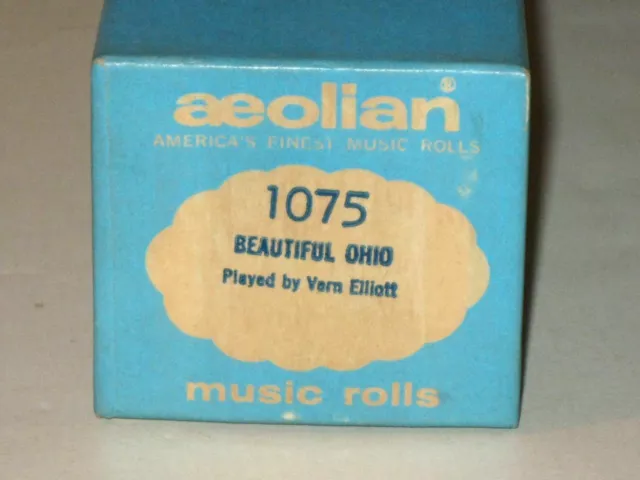 aeolian®
AMERICA'S FINEST MUSIC ROLLS
1075
BEAUTIFUL OHIO
Played by Vern Elliott
music rolls